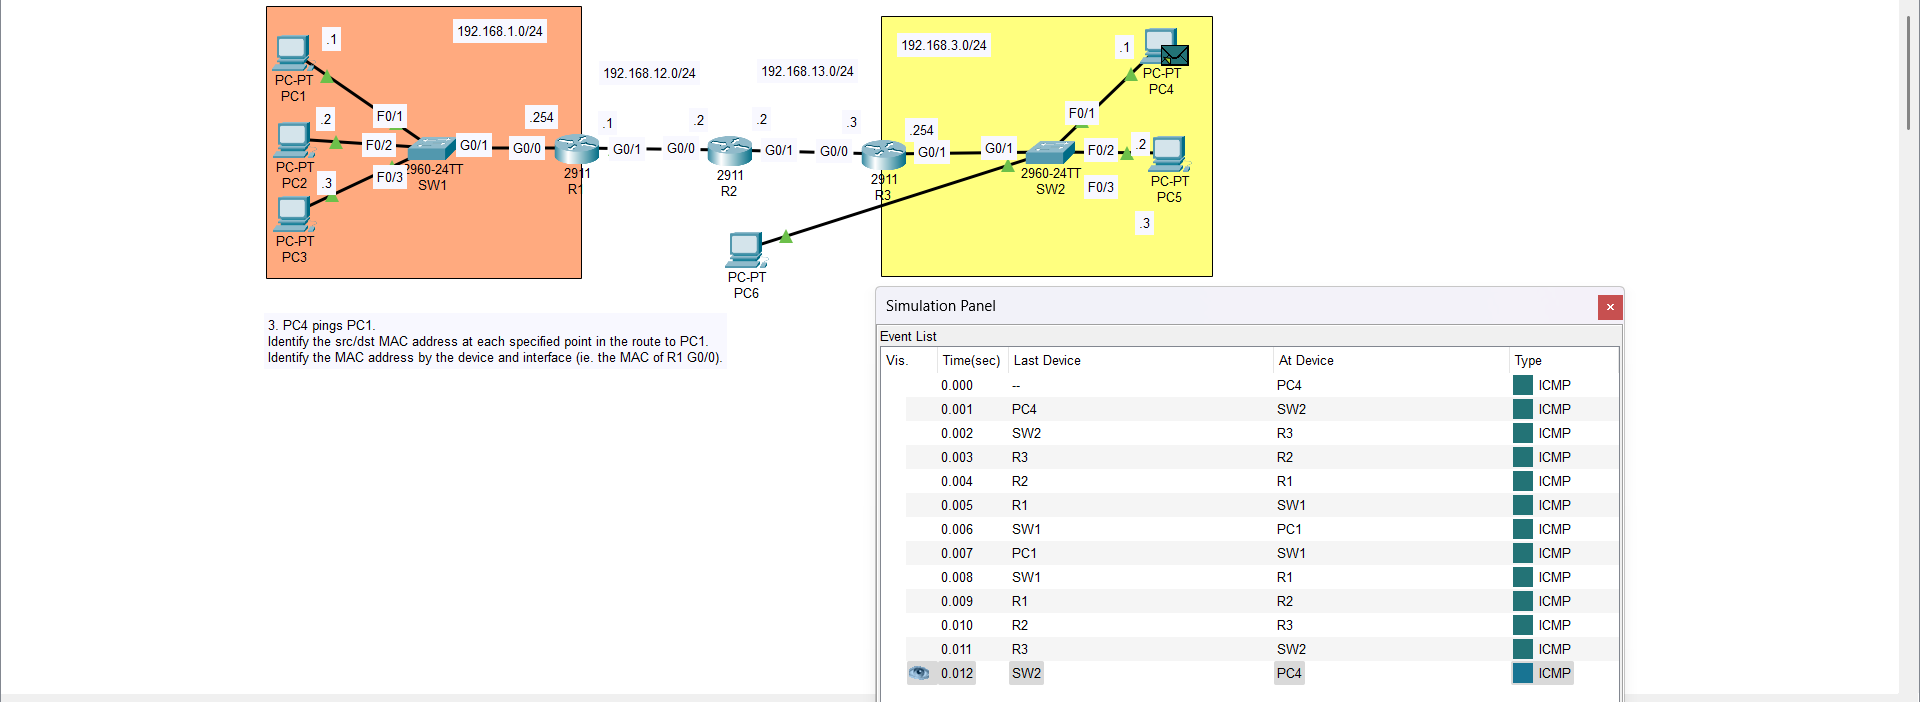 192.168.1.0/24
.1
PC-PT
PC1
F0/1
.2
F0/2
PC-PT
PC2
.3
F0/3
PC-PT
PC3
2960-24TT
SW1
G0/1
G0/0
.254
2911
R1
192.168.12.0/24
.1
G0/1
.2
G0/0
2911
R2
192.168.13.0/24
.2
G0/1
.3
G0/0
2911
R3
192.168.3.0/24
.254
G0/1
G0/1
2960-24TT
SW2
F0/1
.1
PC-PT
PC4
F0/2
.2
PC-PT
PC5
F0/3
.3
PC-PT
PC6
3. PC4 pings PC1.
Identify the src/dst MAC address at each specified point in the route to PC1.
Identify the MAC address by the device and interface (ie. the MAC of R1 G0/0).
Simulation Panel
Event List
Vis. Time(sec) Last Device At Device Type
0.000 -- PC4 ICMP
0.001 PC4 SW2 ICMP
0.002 SW2 R3 ICMP
0.003 R3 R2 ICMP
0.004 R2 R1 ICMP
0.005 R1 SW1 ICMP
0.006 SW1 PC1 ICMP
0.007 PC1 SW1 ICMP
0.008 SW1 R1 ICMP
0.009 R1 R2 ICMP
0.010 R2 R3 ICMP
0.011 R3 SW2 ICMP
0.012 SW2 PC4 ICMP